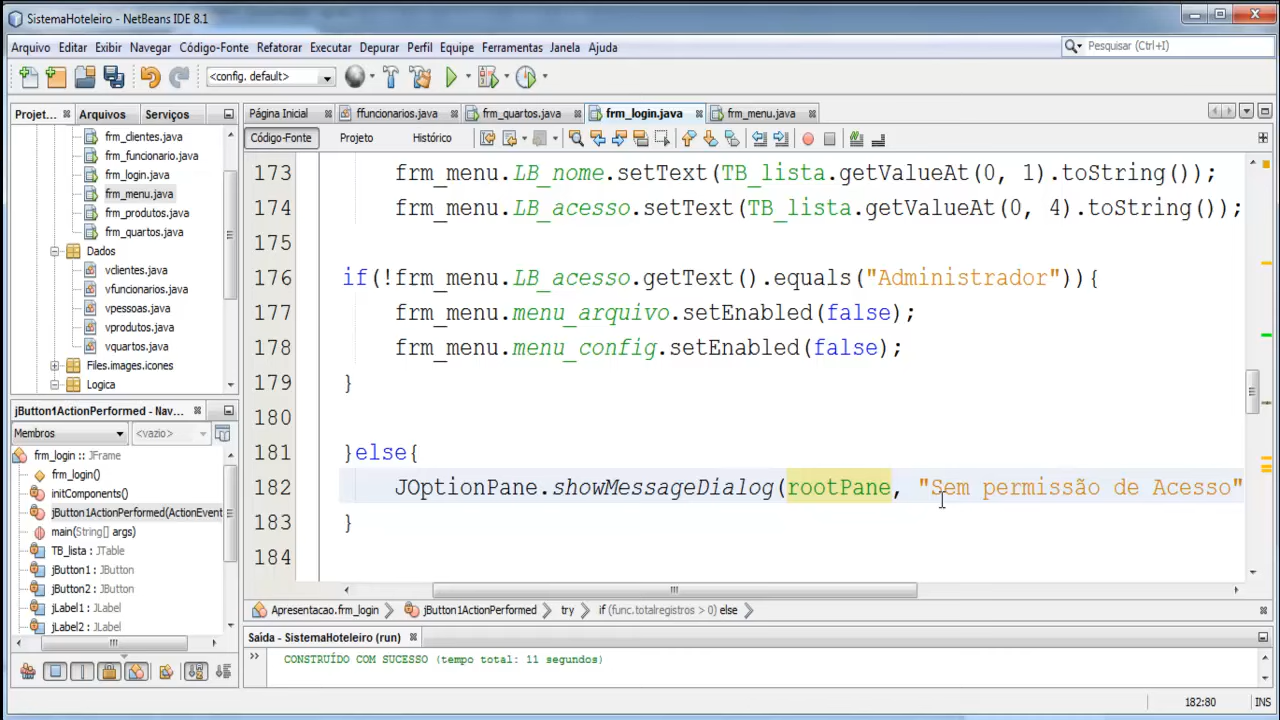 SistemaHoteleiro - NetBeans IDE 8.1
Arquivo Editar Exibir Navegar Código-Fonte Refatorar Executar Depurar Perfil Equipe Ferramentas Janela Ajuda
Pesquisar (Ctrl+I)
<config. default>
Projet... Arquivos Serviços
Página Inicial ffuncionarios.java frm_quartos.java frm_login.java frm_menu.java
Código-Fonte Projeto Histórico
frm_clientes.java
frm_funcionario.java
frm_login.java
frm_menu.java
frm_produtos.java
frm_quartos.java
Dados
vclientes.java
vfuncionarios.java
vpessoas.java
vprodutos.java
vquartos.java
Files.images.icones
Logica
jButton1ActionPerformed - Nav...
Membros <vazio>
frm_login :: JFrame
frm_login()
initComponents()
jButton1ActionPerformed(ActionEvent
main(String[] args)
TB_lista : JTable
jButton1 : JButton
jButton2 : JButton
jLabel1 : JLabel
jLabel2 : JLabel
173 frm_menu.LB_nome.setText(TB_lista.getValueAt(0, 1).toString());
174 frm_menu.LB_acesso.setText(TB_lista.getValueAt(0, 4).toString());
175
176 if(!frm_menu.LB_acesso.getText().equals("Administrador")){
177 frm_menu.menu_arquivo.setEnabled(false);
178 frm_menu.menu_config.setEnabled(false);
179 }
180
181 }else{
182 JOptionPane.showMessageDialog(rootPane, "Sem permissão de Acesso"
183 }
184
Apresentacao.frm_login jButton1ActionPerformed try if (func.totalregistros > 0) else
Saída - SistemaHoteleiro (run)
CONSTRUÍDO COM SUCESSO (tempo total: 11 segundos)
182:80 INS